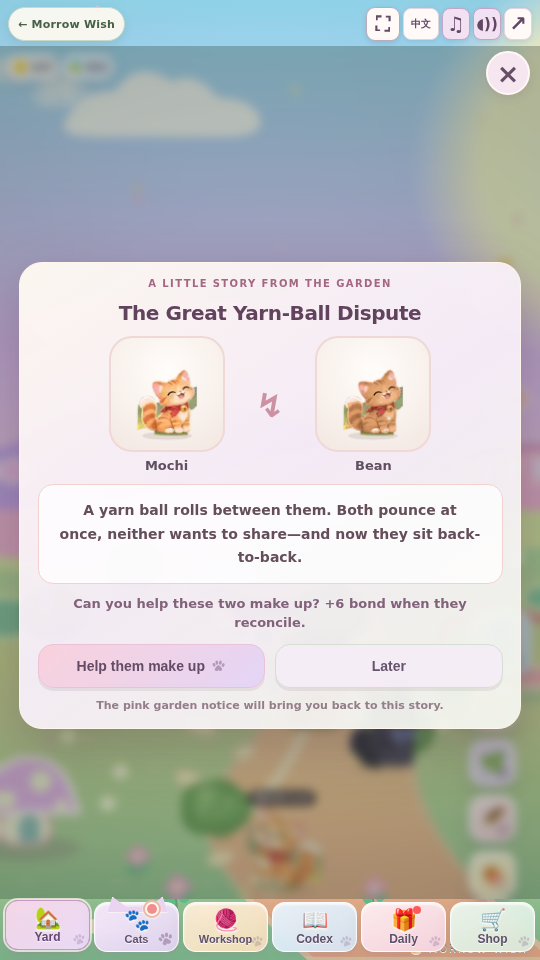 ← Morrow Wish
中文
A LITTLE STORY FROM THE GARDEN
The Great Yarn-Ball Dispute
Mochi
Bean
A yarn ball rolls between them. Both pounce at
once, neither wants to share—and now they sit back-
to-back.
Can you help these two make up? +6 bond when they
reconcile.
Help them make up
Later
The pink garden notice will bring you back to this story.
Yard
Cats
Workshop
Codex
Daily
Shop